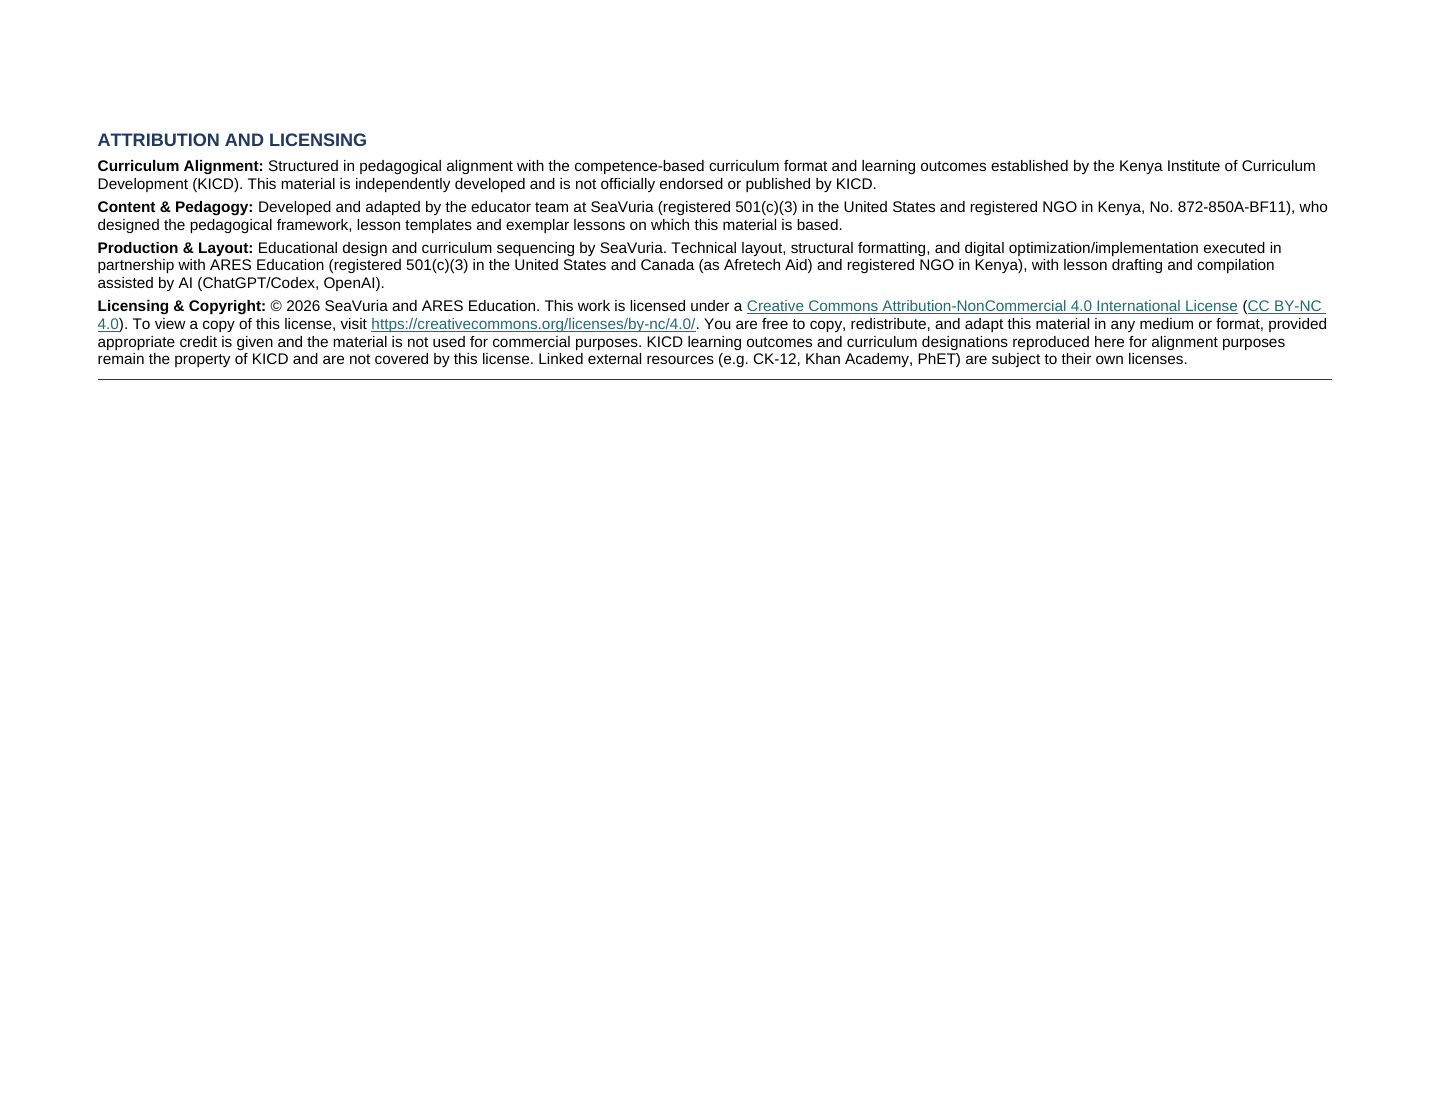 ATTRIBUTION AND LICENSING
Curriculum Alignment: Structured in pedagogical alignment with the competence-based curriculum format and learning outcomes established by the Kenya Institute of Curriculum
Development (KICD). This material is independently developed and is not officially endorsed or published by KICD.
Content & Pedagogy: Developed and adapted by the educator team at SeaVuria (registered 501(c)(3) in the United States and registered NGO in Kenya, No. 872-850A-BF11), who
designed the pedagogical framework, lesson templates and exemplar lessons on which this material is based.
Production & Layout: Educational design and curriculum sequencing by SeaVuria. Technical layout, structural formatting, and digital optimization/implementation executed in
partnership with ARES Education (registered 501(c)(3) in the United States and Canada (as Afretech Aid) and registered NGO in Kenya), with lesson drafting and compilation
assisted by AI (ChatGPT/Codex, OpenAI).
Licensing & Copyright: © 2026 SeaVuria and ARES Education. This work is licensed under a Creative Commons Attribution-NonCommercial 4.0 International License (CC BY-NC
4.0). To view a copy of this license, visit https://creativecommons.org/licenses/by-nc/4.0/. You are free to copy, redistribute, and adapt this material in any medium or format, provided
appropriate credit is given and the material is not used for commercial purposes. KICD learning outcomes and curriculum designations reproduced here for alignment purposes
remain the property of KICD and are not covered by this license. Linked external resources (e.g. CK-12, Khan Academy, PhET) are subject to their own licenses.